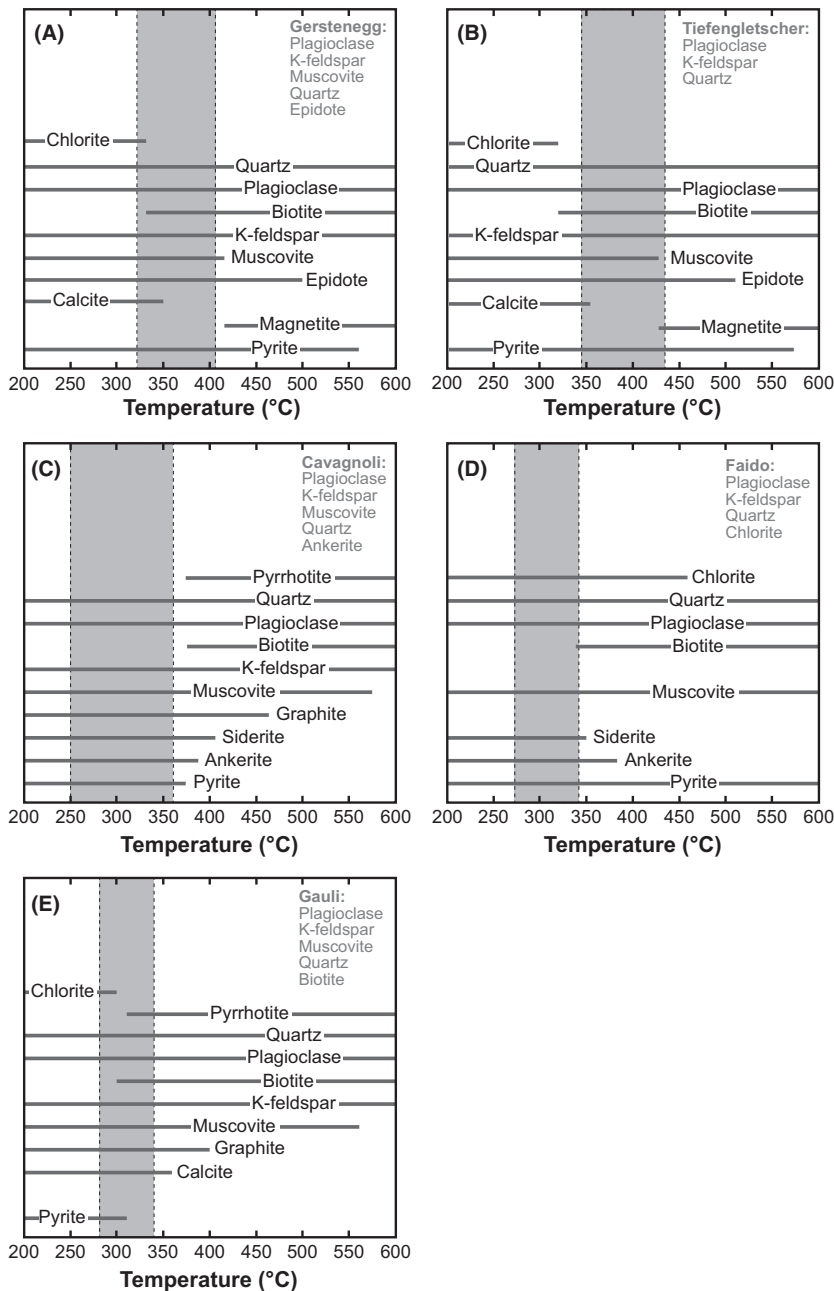 (A)
Gerstenegg:
Plagioclase
K-feldspar
Muscovite
Quartz
Epidote
Chlorite
Quartz
Plagioclase
Biotite
K-feldspar
Muscovite
Epidote
Calcite
Magnetite
Pyrite
200 250 300 350 400 450 500 550 600
Temperature (°C)
(B)
Tiefengletscher:
Plagioclase
K-feldspar
Quartz
Chlorite
Quartz
Plagioclase
Biotite
K-feldspar
Muscovite
Epidote
Calcite
Magnetite
Pyrite
200 250 300 350 400 450 500 550 600
Temperature (°C)
(C)
Cavagnoli:
Plagioclase
K-feldspar
Muscovite
Quartz
Ankerite
Pyrrhotite
Quartz
Plagioclase
Biotite
K-feldspar
Muscovite
Graphite
Siderite
Ankerite
Pyrite
200 250 300 350 400 450 500 550 600
Temperature (°C)
(D)
Faido:
Plagioclase
K-feldspar
Quartz
Chlorite
Chlorite
Quartz
Plagioclase
Biotite
Muscovite
Siderite
Ankerite
Pyrite
200 250 300 350 400 450 500 550 600
Temperature (°C)
(E)
Gauli:
Plagioclase
K-feldspar
Muscovite
Quartz
Biotite
Chlorite
Pyrrhotite
Quartz
Plagioclase
Biotite
K-feldspar
Muscovite
Graphite
Calcite
Pyrite
200 250 300 350 400 450 500 550 600
Temperature (°C)